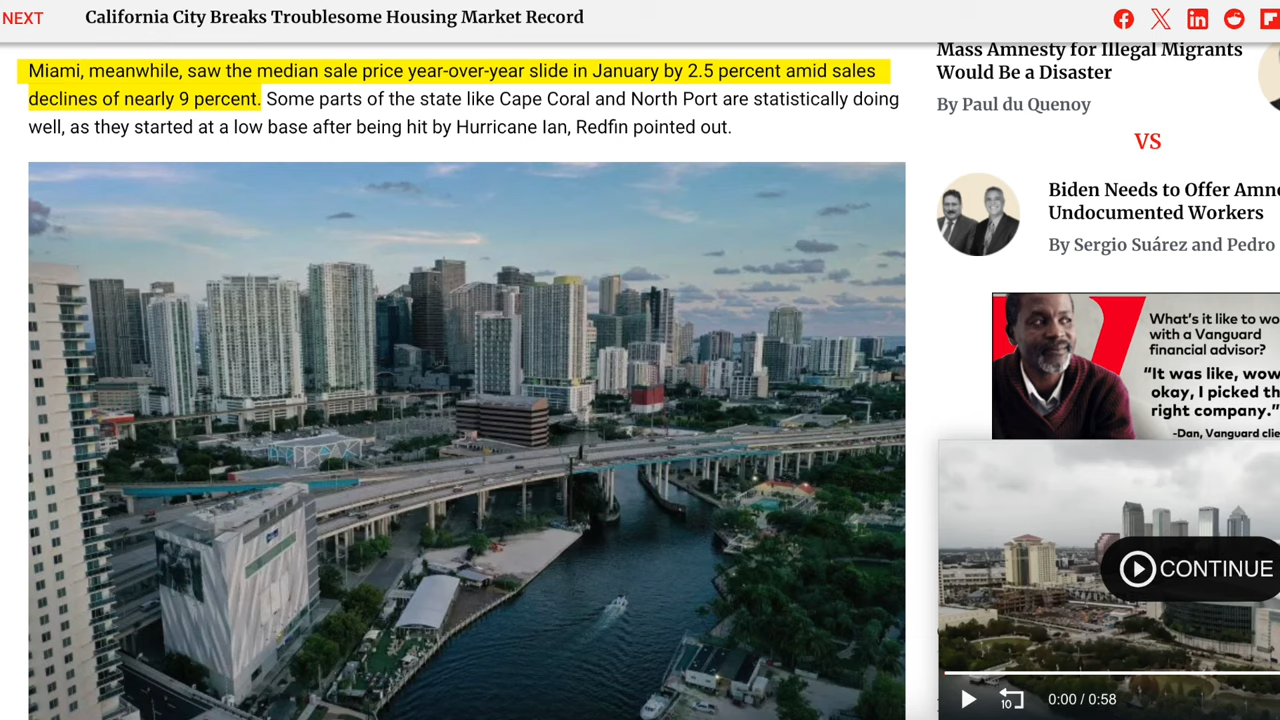 NEXT
California City Breaks Troublesome Housing Market Record
Miami, meanwhile, saw the median sale price year-over-year slide in January by 2.5 percent amid sales
declines of nearly 9 percent. Some parts of the state like Cape Coral and North Port are statistically doing
well, as they started at a low base after being hit by Hurricane Ian, Redfin pointed out.
Mass Amnesty for Illegal Migrants
Would Be a Disaster
By Paul du Quenoy
VS
Biden Needs to Offer
Undocumented Workers
By Sergio Suárez and Pedro
What's it like to
with a Vanguard
financial advisor?
"It was like,
okay, I picked
right company."
-Dan, Vanguard
CONTINUE
10
0:00 / 0:58